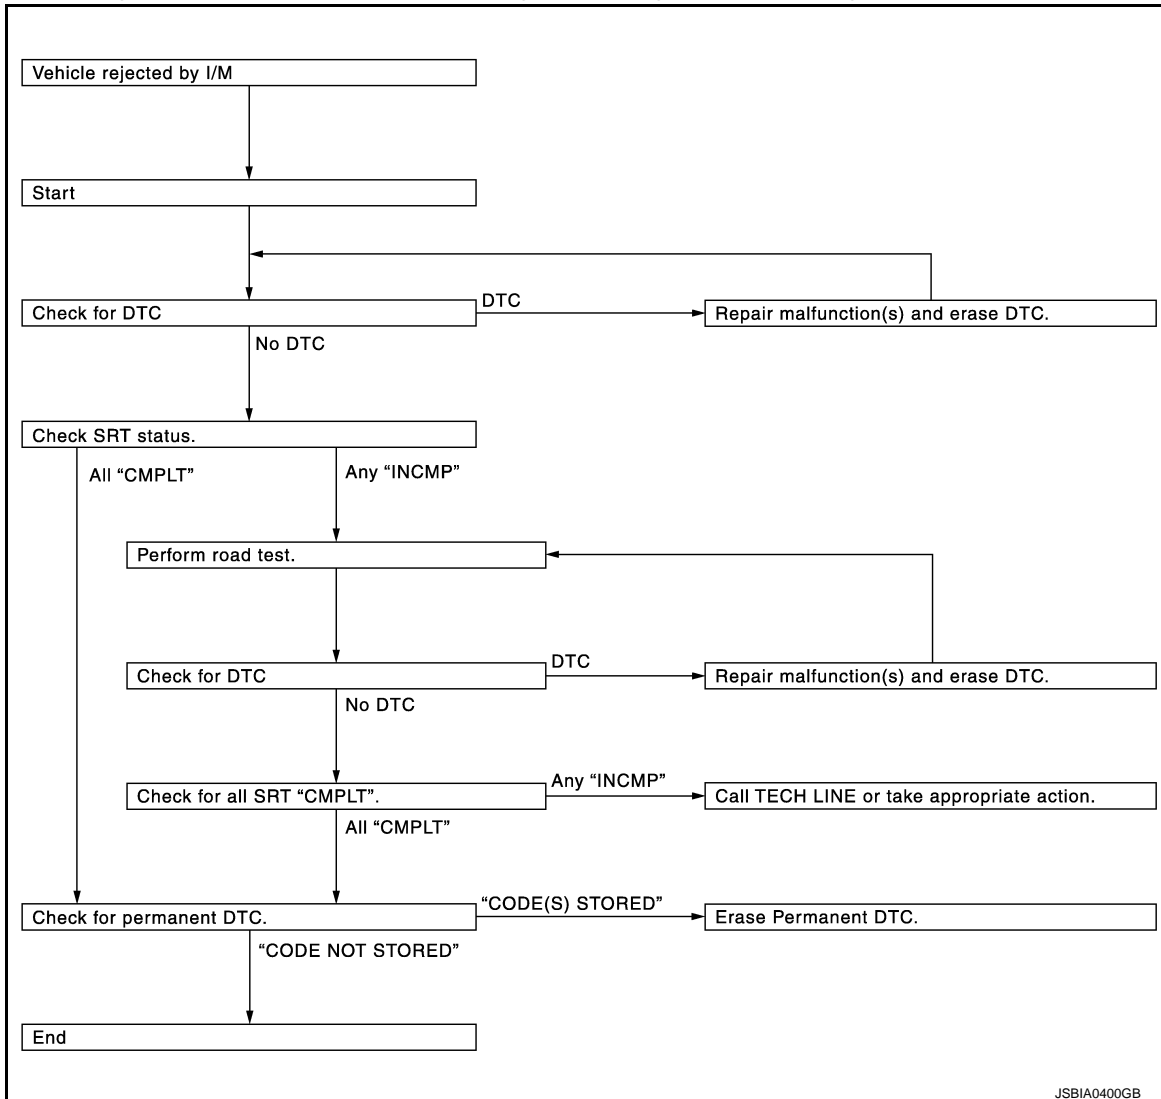 Vehicle rejected by I/M
Start
Check for DTC
DTC
Repair malfunction(s) and erase DTC.
No DTC
Check SRT status.
All “CMPLT”
Any “INCMP”
Perform road test.
Check for DTC
DTC
Repair malfunction(s) and erase DTC.
No DTC
Check for all SRT “CMPLT”.
Any “INCMP”
Call TECH LINE or take appropriate action.
All “CMPLT”
Check for permanent DTC.
“CODE(S) STORED”
Erase Permanent DTC.
“CODE NOT STORED”
End
JSBIA0400GB